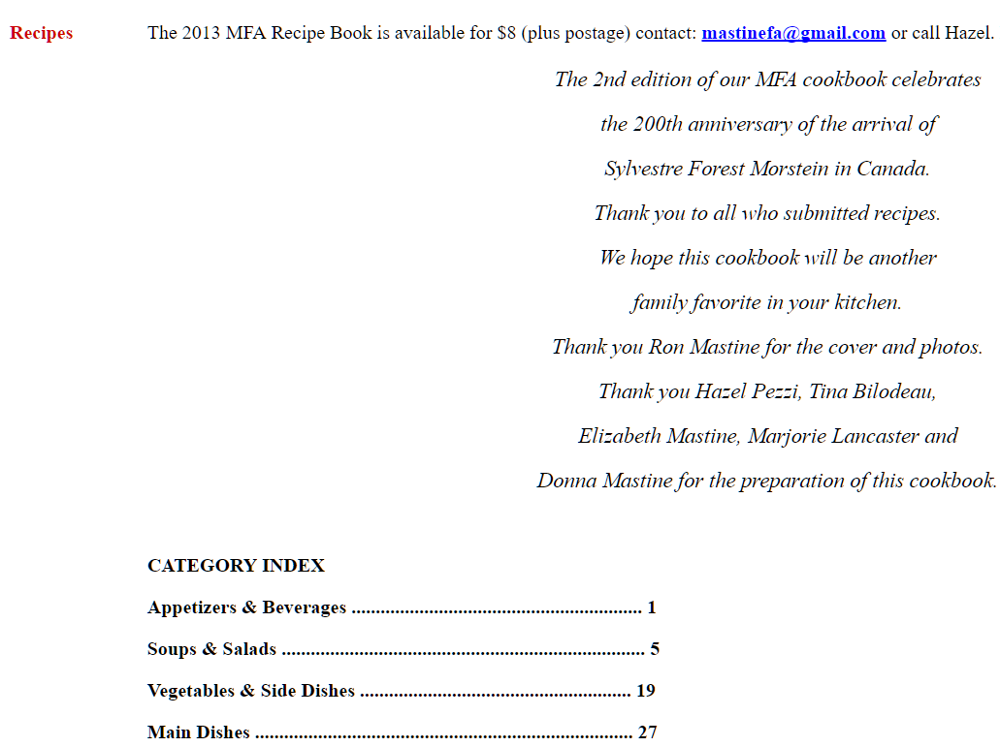 Recipes The 2013 MFA Recipe Book is available for $8 (plus postage) contact: mastinefa@gmail.com or call Hazel.
The 2nd edition of our MFA cookbook celebrates
the 200th anniversary of the arrival of
Sylvestre Forest Morstein in Canada.
Thank you to all who submitted recipes.
We hope this cookbook will be another
family favorite in your kitchen.
Thank you Ron Mastine for the cover and photos.
Thank you Hazel Pezzi, Tina Bilodeau,
Elizabeth Mastine, Marjorie Lancaster and
Donna Mastine for the preparation of this cookbook.
CATEGORY INDEX
Appetizers & Beverages ............................................................ 1
Soups & Salads ........................................................................... 5
Vegetables & Side Dishes ........................................................ 19
Main Dishes .............................................................................. 27